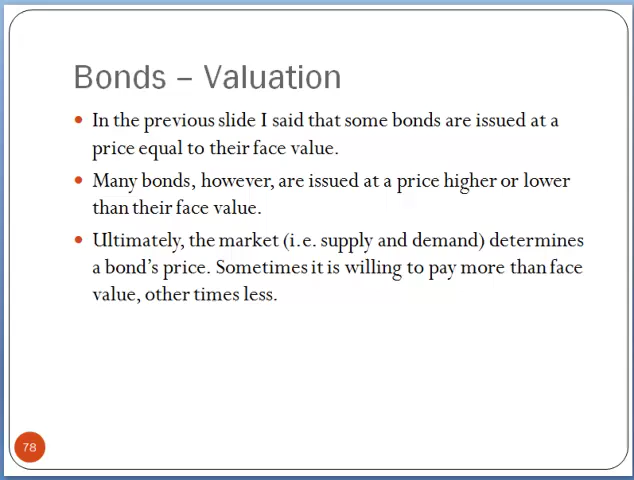 Bonds – Valuation
• In the previous slide I said that some bonds are issued at a
price equal to their face value.
• Many bonds, however, are issued at a price higher or lower
than their face value.
• Ultimately, the market (i.e. supply and demand) determines
a bond's price. Sometimes it is willing to pay more than face
value, other times less.
78